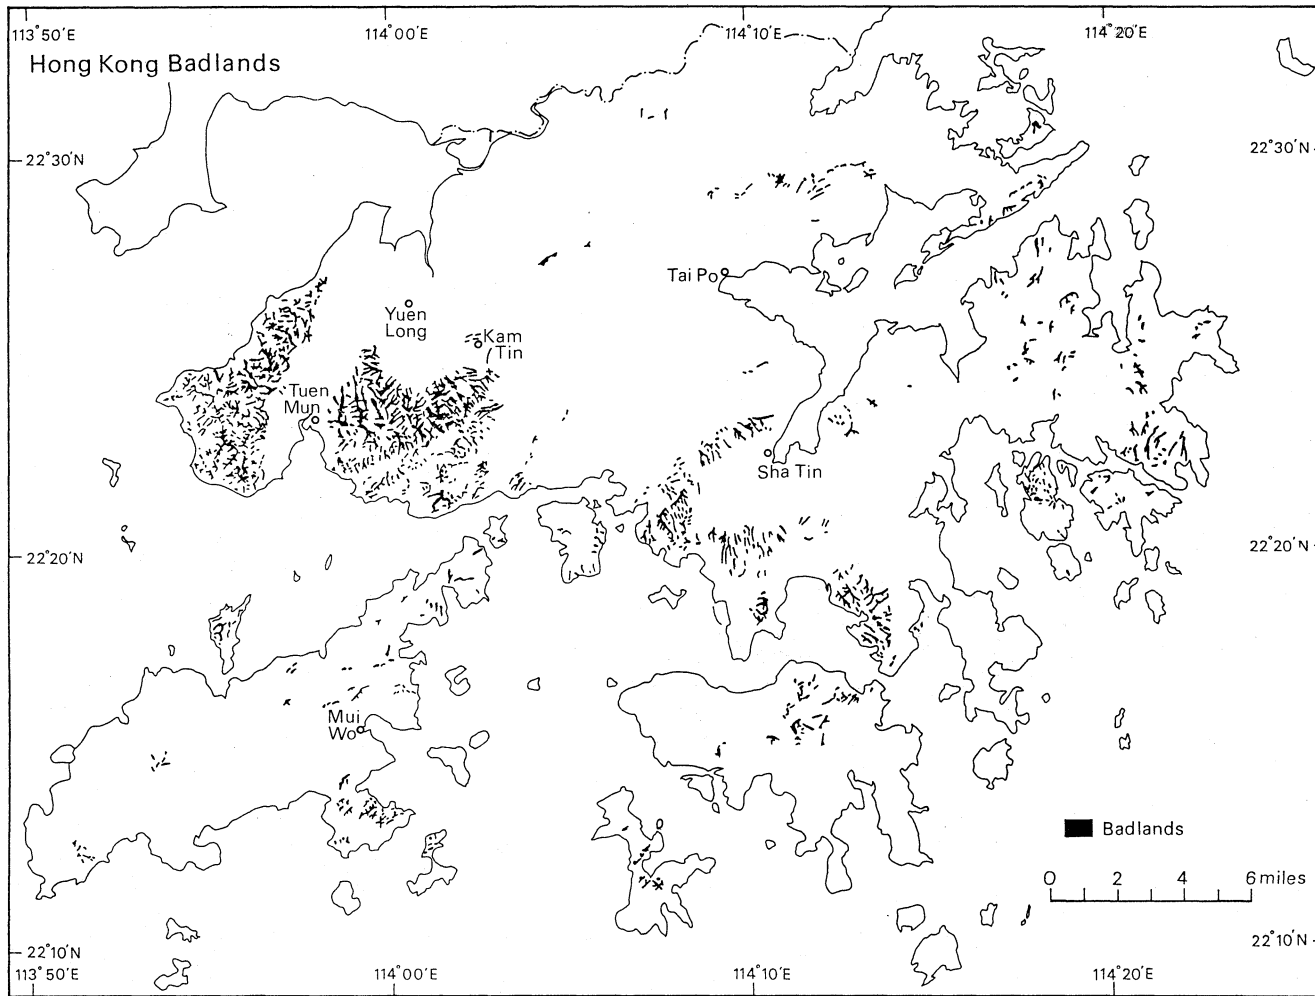 113°50'E
114°00'E
114°10'E
114°20'E
Hong Kong Badlands
22°30'N
22°30'N
Tai Po
Yuen
Long
Kam
Tin
Tuen
Mun
Sha Tin
22°20'N
22°20'N
Mui
Wo
Badlands
0 2 4 6 miles
22°10'N
22°10'N
113°50'E
114°00'E
114°10'E
114°20'E